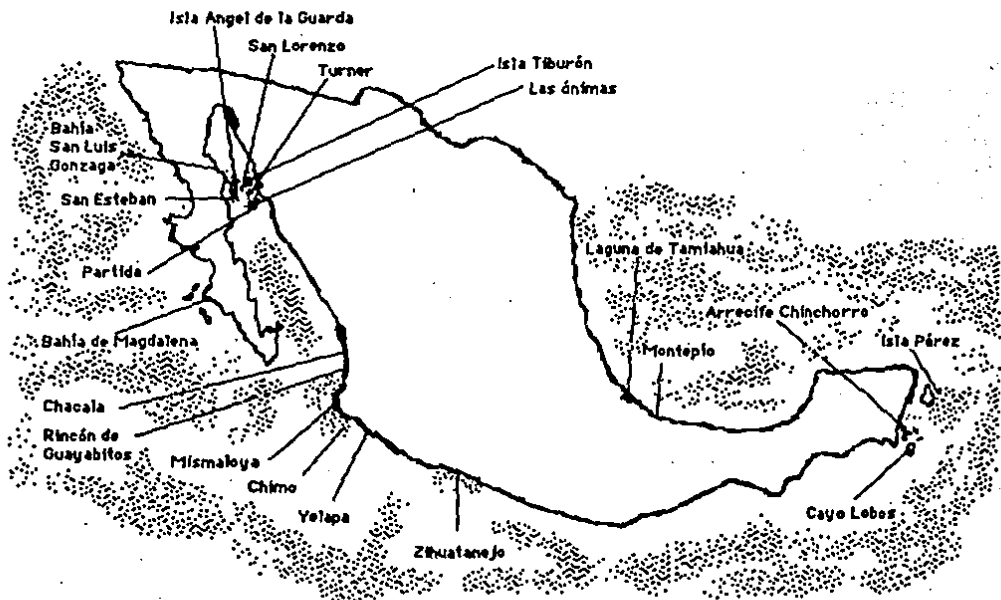 Isla Angel de la Guarda
San Lorenzo
Turner
Isla Tiburón
Las ánimas
Bahía
San Luis
Gonzaga
San Esteban
Partida
Bahía de Magdalena
Laguna de Tamiahua
Arrecife Chinchorro
Montepío
Isla Pérez
Chacala
Rincón de
Guayabitos
Mismaloya
Chimo
Yelapa
Zihuatanejo
Cayo Lobos